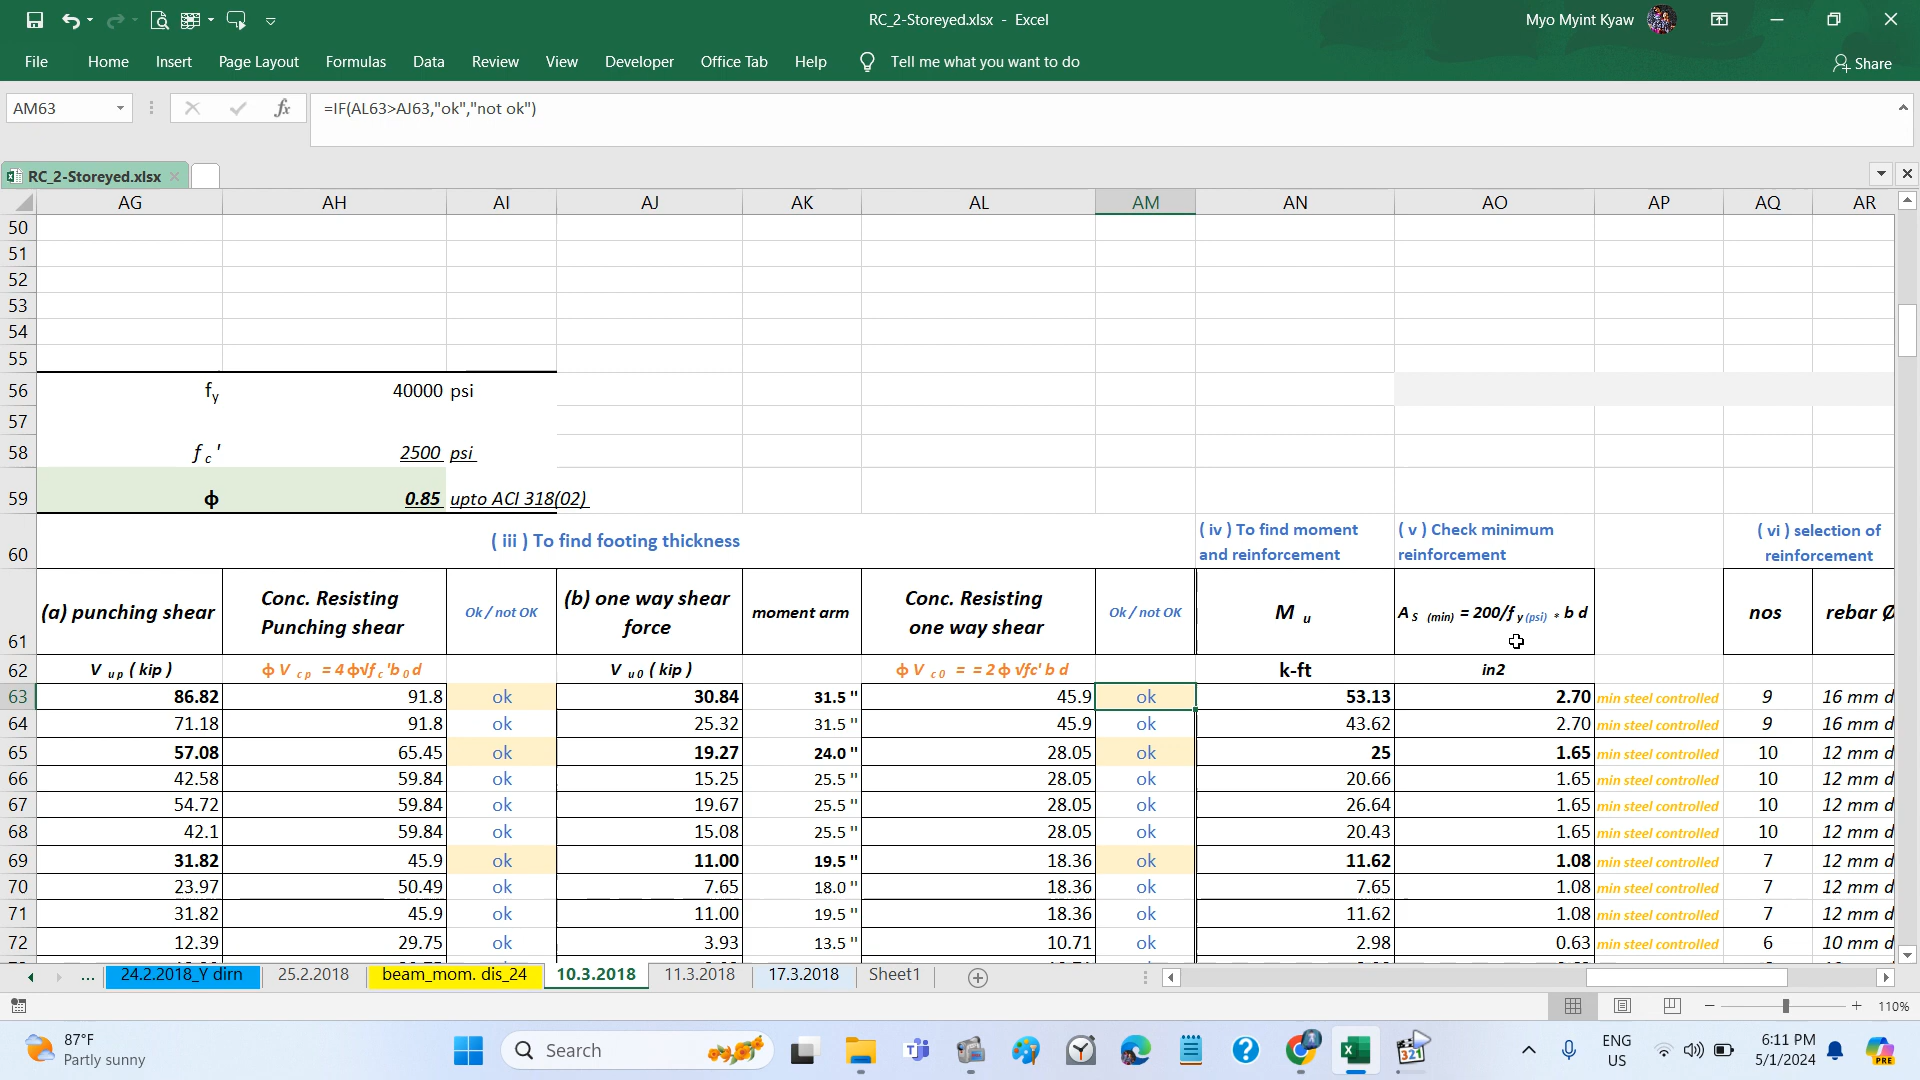 RC_2-Storeyed.xlsx - Excel
Myo Myint Kyaw
File Home Insert Page Layout Formulas Data Review View Developer Office Tab Help Tell me what you want to do
Share
AM63 fx =IF(AL63>AJ63,"ok","not ok")
RC_2-Storeyed.xlsx
AG AH AI AJ AK AL AM AN AO AP AQ AR
50
51
52
53
54
55
56 fy 40000 psi
57
58 fc' 2500 psi
59 ф 0.85 upto ACI 318(02)
60 ( iii ) To find footing thickness ( iv ) To find moment and reinforcement ( v ) Check minimum reinforcement ( vi ) selection of reinforcement
61 (a) punching shear Conc. Resisting Punching shear Ok / not OK (b) one way shear force moment arm Conc. Resisting one way shear Ok / not OK M u A S (min) = 200/f y (psi) * b d nos rebar Ø
62 V u p ( kip ) ф V c p = 4 ф√f c 'b 0 d V u 0 ( kip ) ф V c 0 = = 2 ф √fc' b d k-ft in2
63 86.82 91.8 ok 30.84 31.5 " 45.9 ok 53.13 2.70 min steel controlled 9 16 mm d
64 71.18 91.8 ok 25.32 31.5 " 45.9 ok 43.62 2.70 min steel controlled 9 16 mm d
65 57.08 65.45 ok 19.27 24.0 " 28.05 ok 25 1.65 min steel controlled 10 12 mm d
66 42.58 59.84 ok 15.25 25.5 " 28.05 ok 20.66 1.65 min steel controlled 10 12 mm d
67 54.72 59.84 ok 19.67 25.5 " 28.05 ok 26.64 1.65 min steel controlled 10 12 mm d
68 42.1 59.84 ok 15.08 25.5 " 28.05 ok 20.43 1.65 min steel controlled 10 12 mm d
69 31.82 45.9 ok 11.00 19.5 " 18.36 ok 11.62 1.08 min steel controlled 7 12 mm d
70 23.97 50.49 ok 7.65 18.0 " 18.36 ok 7.65 1.08 min steel controlled 7 12 mm d
71 31.82 45.9 ok 11.00 19.5 " 18.36 ok 11.62 1.08 min steel controlled 7 12 mm d
72 12.39 29.75 ok 3.93 13.5 " 10.71 ok 2.98 0.63 min steel controlled 6 10 mm d
... 24.2.2018_Y dirn 25.2.2018 beam_mom. dis_24 10.3.2018 11.3.2018 17.3.2018 Sheet1
110%
87°F
Partly sunny
Search
321
ENG
US
6:11 PM
5/1/2024
PRE